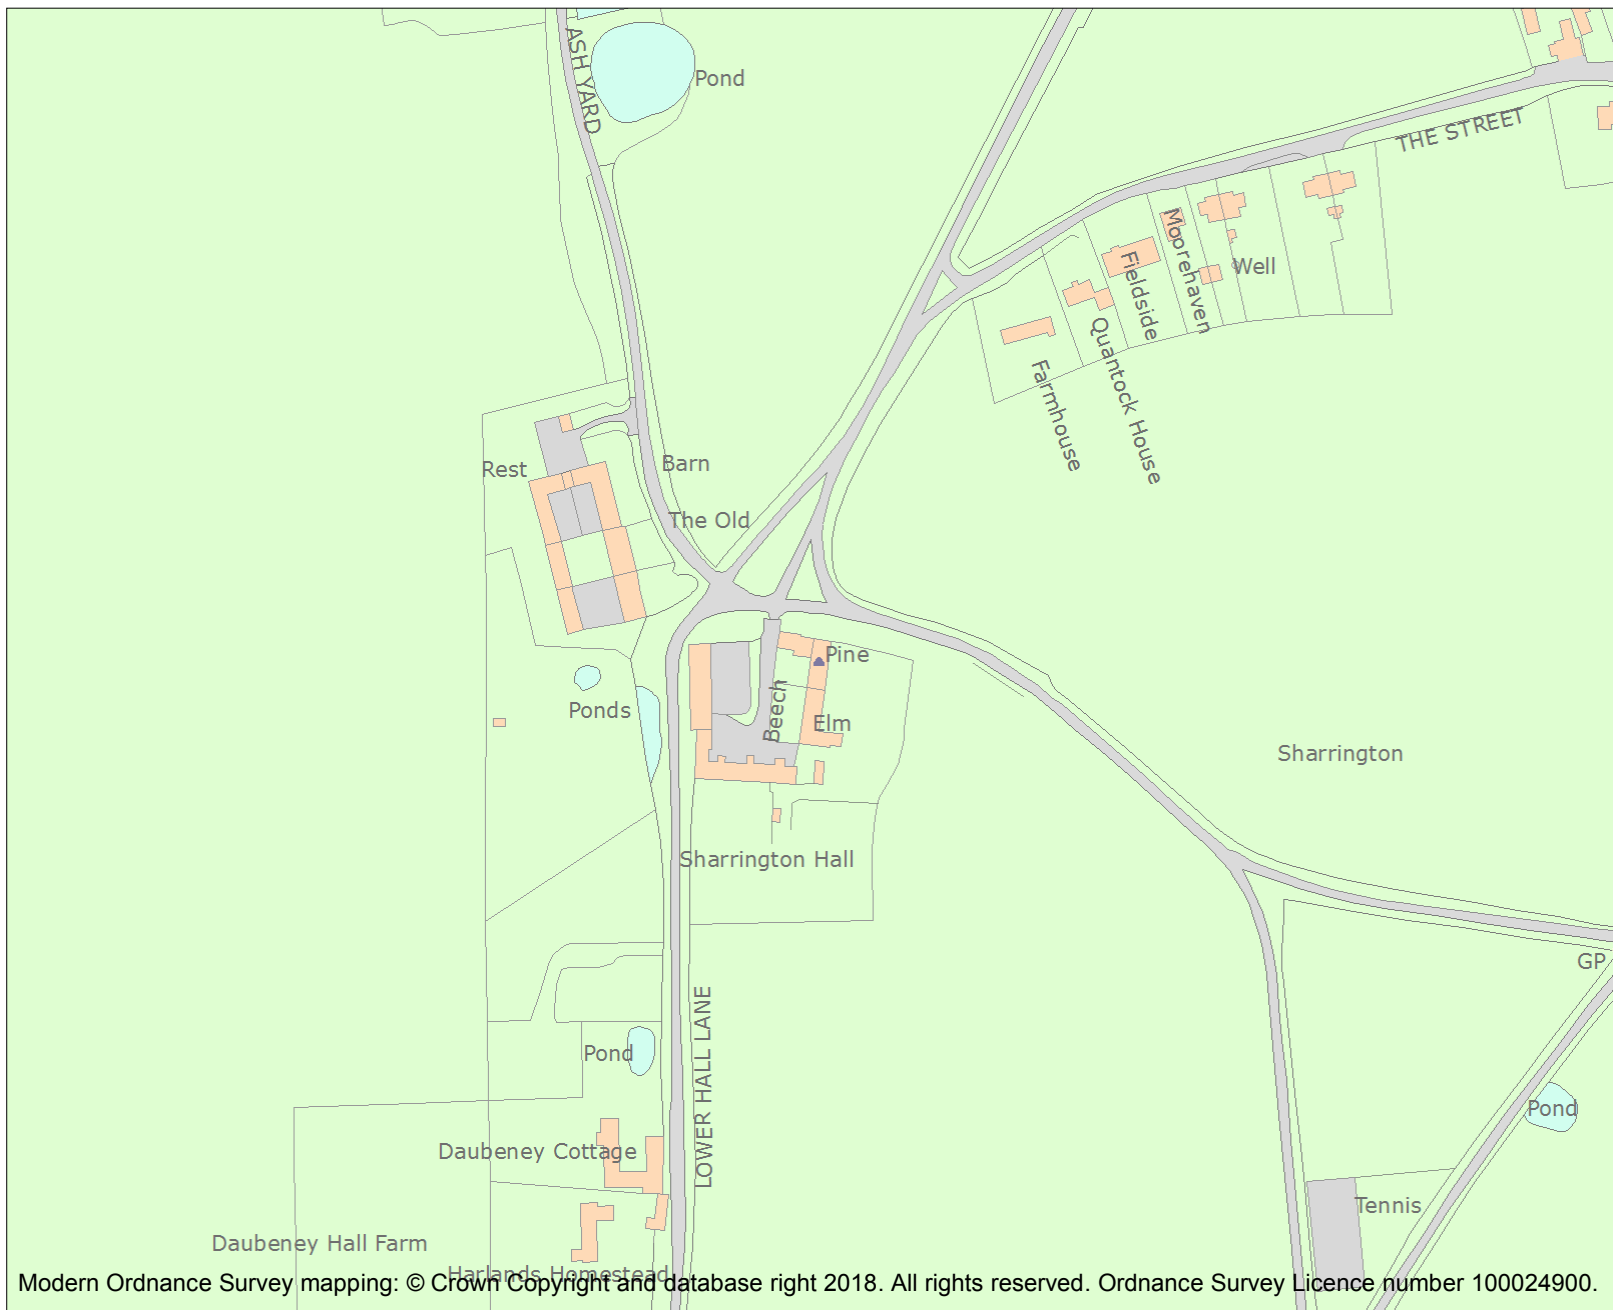 ASH YARD
Pond
THE STREET
Moorehaven
Well
Fieldside
Quantock House
Farmhouse
Rest
Barn
The Old
Pine
Beech
Elm
Ponds
Sharrington
Sharrington Hall
GP
LOWER HALL LANE
Pond
Pond
Daubeney Cottage
Tennis
Daubeney Hall Farm
Harlands Homestead
Modern Ordnance Survey mapping: © Crown Copyright and database right 2018. All rights reserved. Ordnance Survey Licence number 100024900.